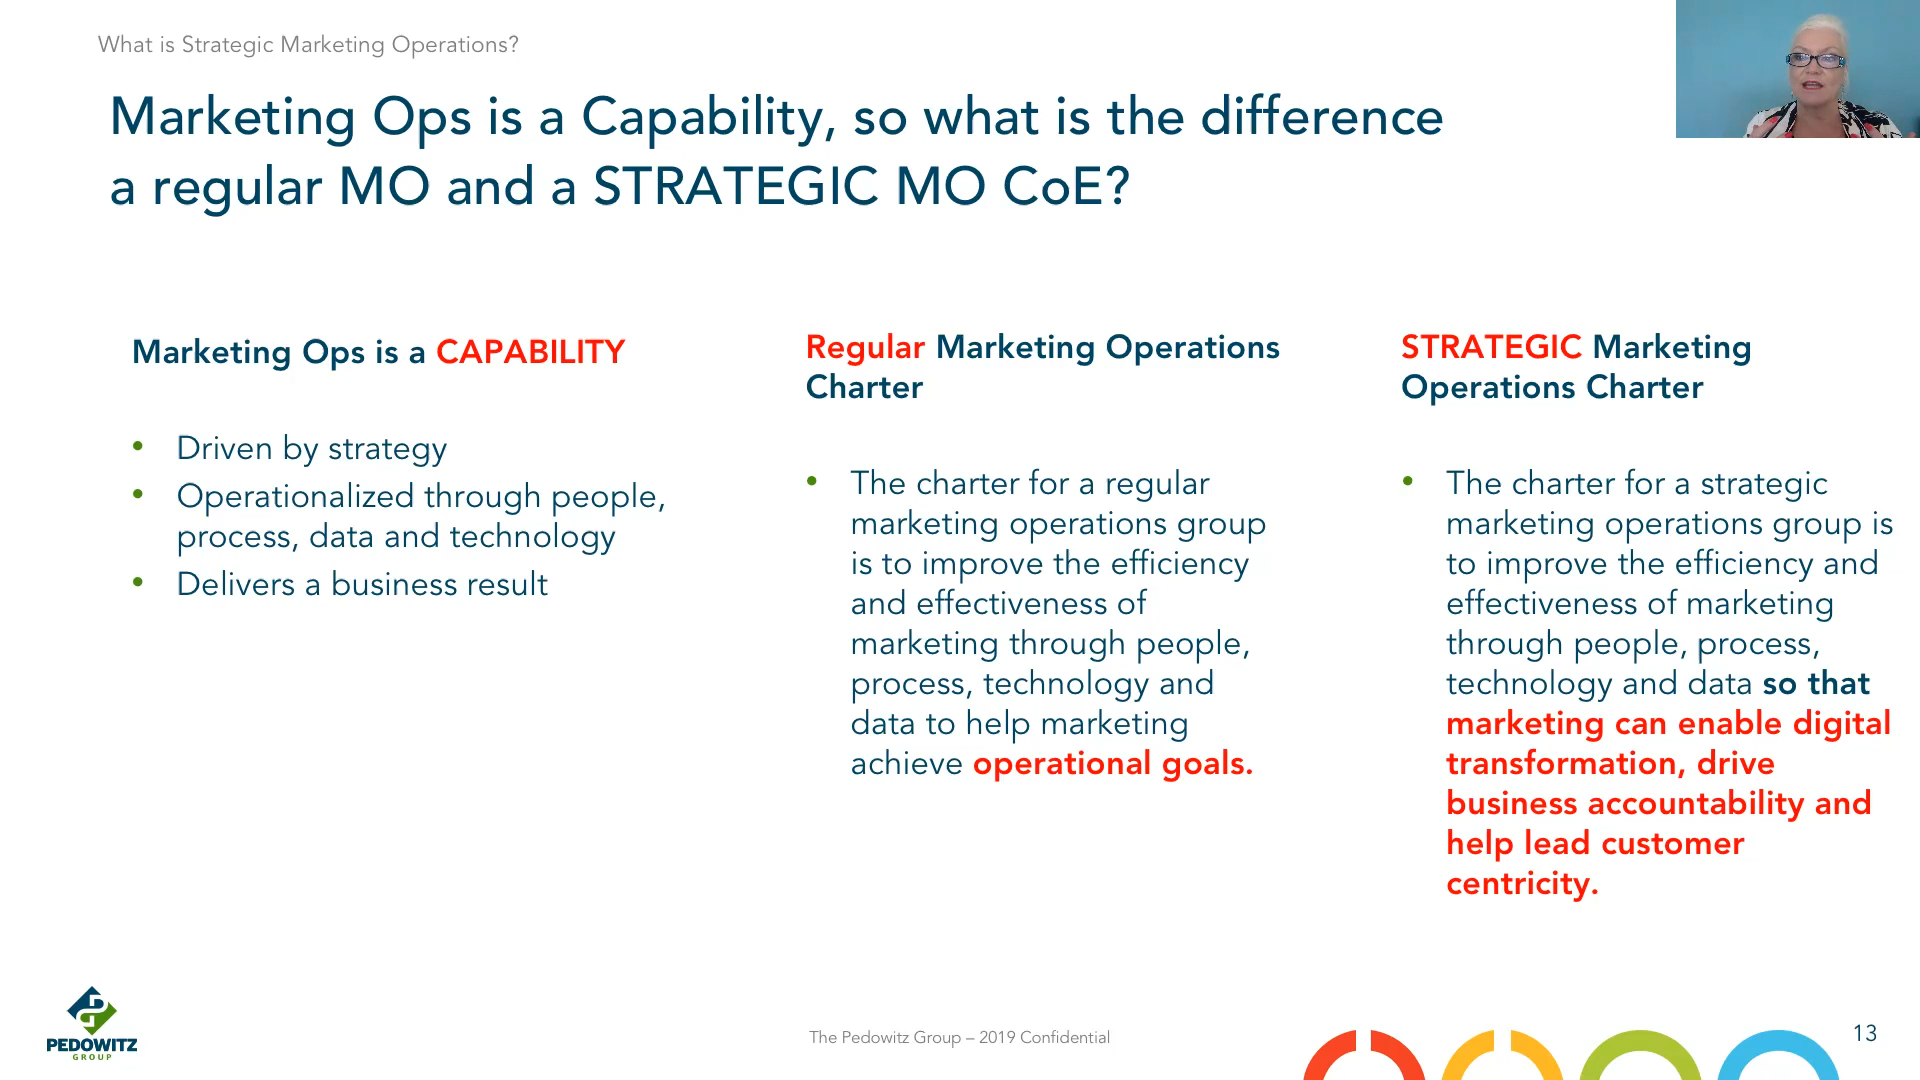 What is Strategic Marketing Operations?
Marketing Ops is a Capability, so what is the difference
a regular MO and a STRATEGIC MO CoE?
Marketing Ops is a CAPABILITY
• Driven by strategy
• Operationalized through people,
process, data and technology
• Delivers a business result
Regular Marketing Operations
Charter
• The charter for a regular
marketing operations group
is to improve the efficiency
and effectiveness of
marketing through people,
process, technology and
data to help marketing
achieve operational goals.
STRATEGIC Marketing
Operations Charter
• The charter for a strategic
marketing operations group is
to improve the efficiency and
effectiveness of marketing
through people, process,
technology and data so that
marketing can enable digital
transformation, drive
business accountability and
help lead customer
centricity.
PEDOWITZ
GROUP
The Pedowitz Group – 2019 Confidential
13